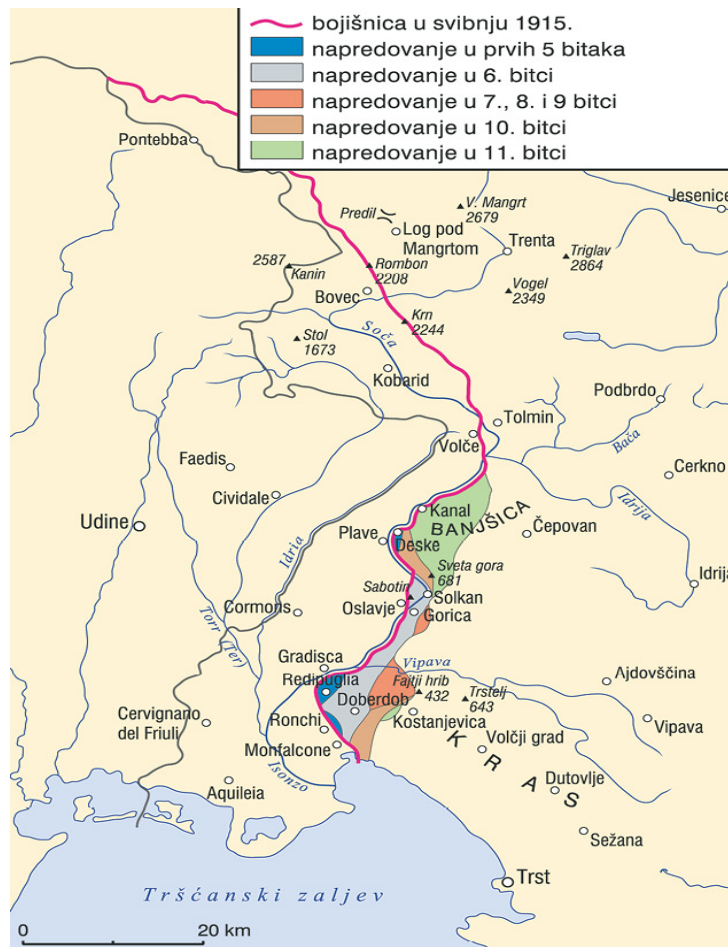 bojišnica u svibnju 1915.
napredovanje u prvih 5 bitaka
napredovanje u 6. bitci
napredovanje u 7., 8. i 9 bitci
napredovanje u 10. bitci
napredovanje u 11. bitci
Pontebba
Jesenice
V. Mangrt
2679
Predil
Log pod
Mangrtom
Trenta
Triglav
2864
2587
Kanin
Rombon
2208
Bovec
Vogel
2349
Krn
2244
Stol
1673
Soča
Kobarid
Podbrdo
Tolmin
Volče
Bača
Faedis
Cerkno
Cividale
Idrija
Kanal
BANJŠICA
Udine
Plave
Deske
Čepovan
Idria
Sveta gora
681
Idrija
Sabotin
Solkan
Cormons
Oslavje
Gorica
Torr (Ter)
Gradisca
Vipava
Redipuglia
Fajtji hrib
432
Ajdovščina
Doberdob
Trstelj
643
Cervignano
del Friuli
Ronchi
Kostanjevica
Vipava
Monfalcone
Volčji grad
KRAS
Isonzo
Aquileia
Dutovlje
Sežana
Trst
Tršćanski zaljev
0 20 km